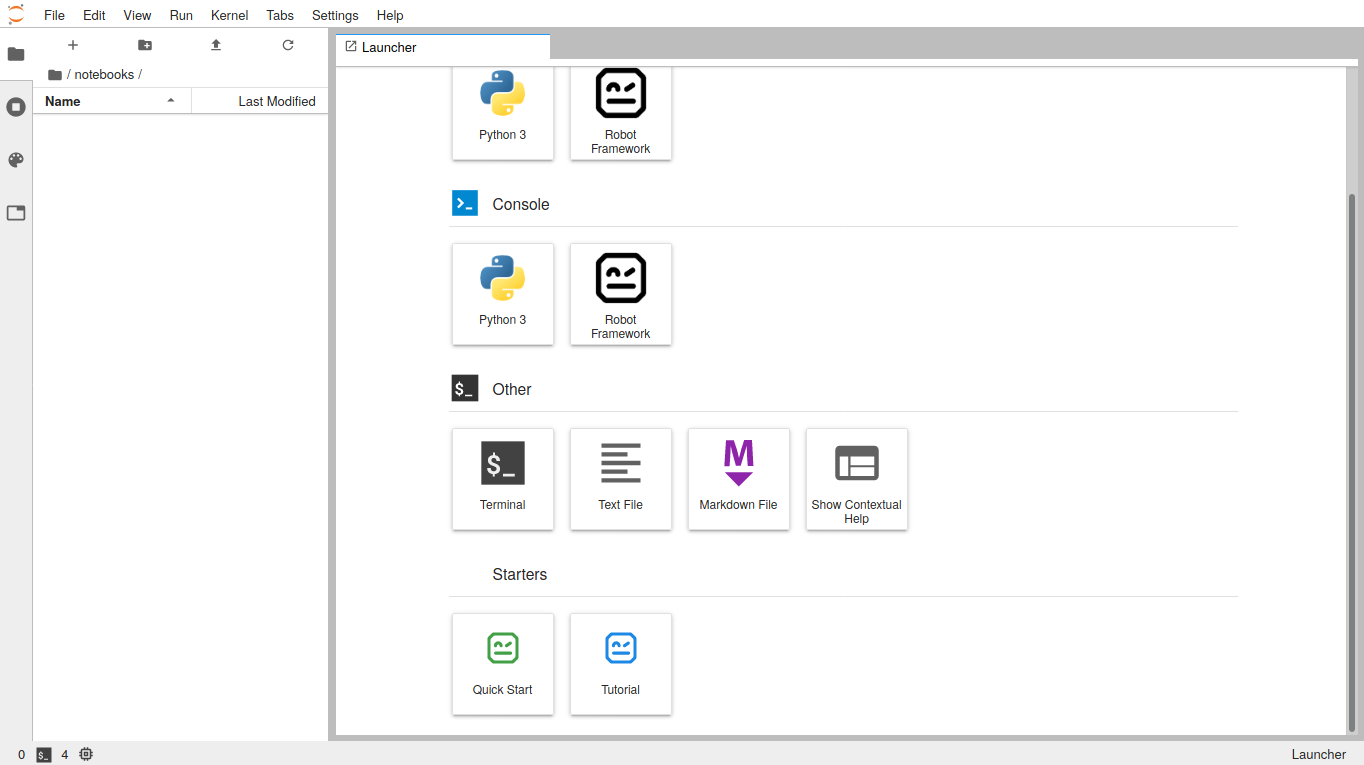 File Edit View Run Kernel Tabs Settings Help
/ notebooks /
Name Last Modified
Launcher
Python 3
Robot
Framework
Console
Python 3
Robot
Framework
$_ Other
$_
Terminal
Text File
M
Markdown File
Show Contextual
Help
Starters
Quick Start
Tutorial
0 $_ 4 Launcher